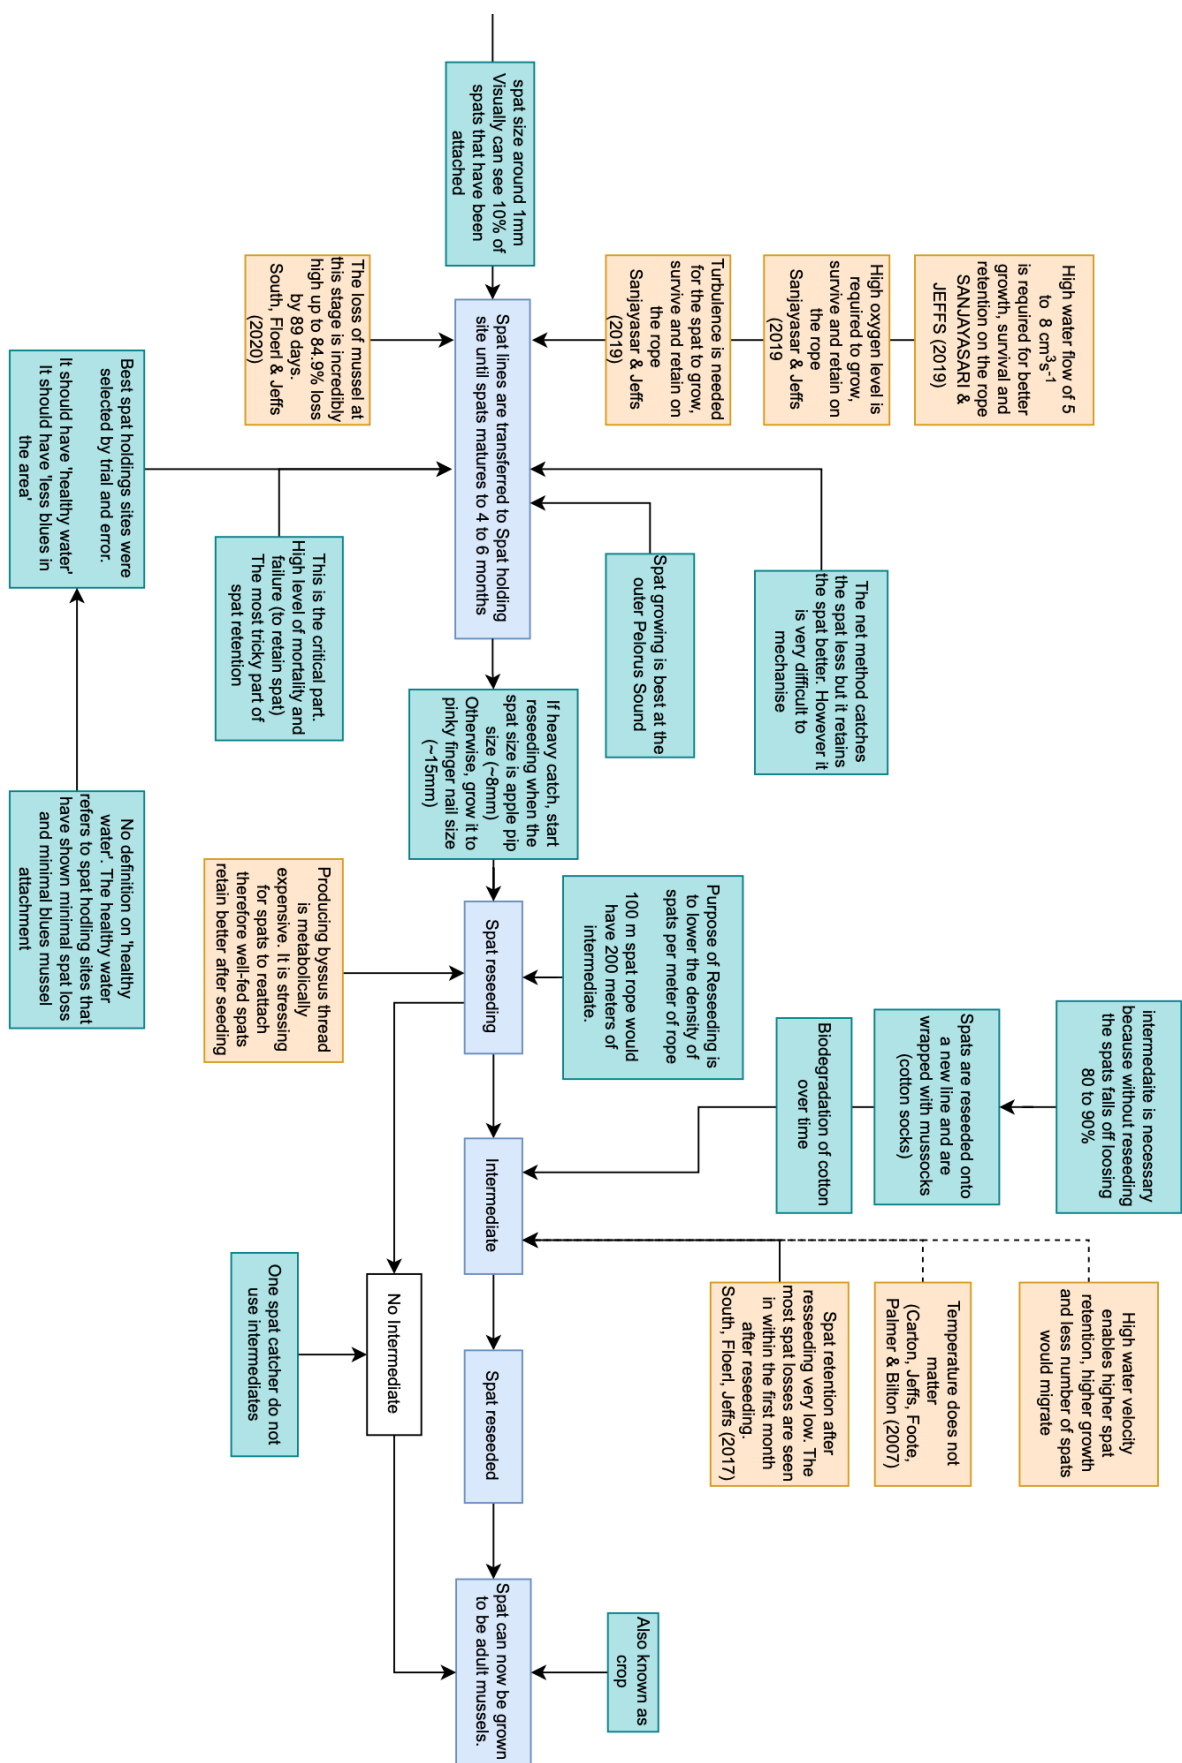 High water flow of 5
to 8 cm³s⁻¹
is required for better
growth, survival and
retention on the rope
SANJAYASARI &
JEFFS (2019)
High oxygen level is
required to grow,
survive and retain on
the rope
Sanjayasar & Jeffs
(2019
Turbulence is needed
for the spat to grow,
survive and retain on
the rope
Sanjayasar & Jeffs
(2019)
spat size around 1mm
Visually can see 10% of
spats that have been
attached
The loss of mussel at
this stage is incredibly
high up to 84.9% loss
by 89 days.
South, Floerl & Jeffs
(2020)
Spat lines are transferred to Spat holding
site until spats matures to 4 to 6 months
The net method catches
the spat less but it retains
the spat better. However it
is very difficult to
mechanise
Spat growing is best at the
outer Pelorus Sound
This is the critical part.
High level of mortality and
failure (to retain spat)
The most tricky part of
spat retention
Best spat holdings sites were
selected by trial and error.
It should have 'healthy water'
It should have 'less blues in
the area'
No definition on 'healthy
water'. The healthy water
refers to spat hodling sites that
have shown minimal spat loss
and minimal blues mussel
attachment
If heavy catch, start
reseeding when the
spat size is apple pip
size (~8mm)
Otherwise, grow it to
pinky finger nail size
(~15mm)
Purpose of Reseeding is
to lower the density of
spats per meter of rope
100 m spat rope would
have 200 meters of
intermediate.
Spat reseeding
Producing byssus thread
is metabolically
expensive. It is stressing
for spats to reattach
therefore well-fed spats
retain better after seeding
intermedaite is necessary
because without reseeding
the spats falls off loosing
80 to 90%
Spats are reseeded onto
a new line and are
wrapped with mussocks
(cotton socks)
Biodegradation of cotton
over time
Intermediate
High water velocity
enables higher spat
retention, higher growth
and less number of spats
would migrate
Temperature does not
matter
(Carton, Jeffs, Foote,
Palmer & Bilton (2007)
Spat retention after
resseeding very low. The
most spat losses are seen
in within the first month
after reseeding.
South, Floerl, Jeffs (2017)
No Intermediate
One spat catcher do not
use intermediates
Spat reseeded
Also known as
crop
Spat can now be grown
to be adult mussels.